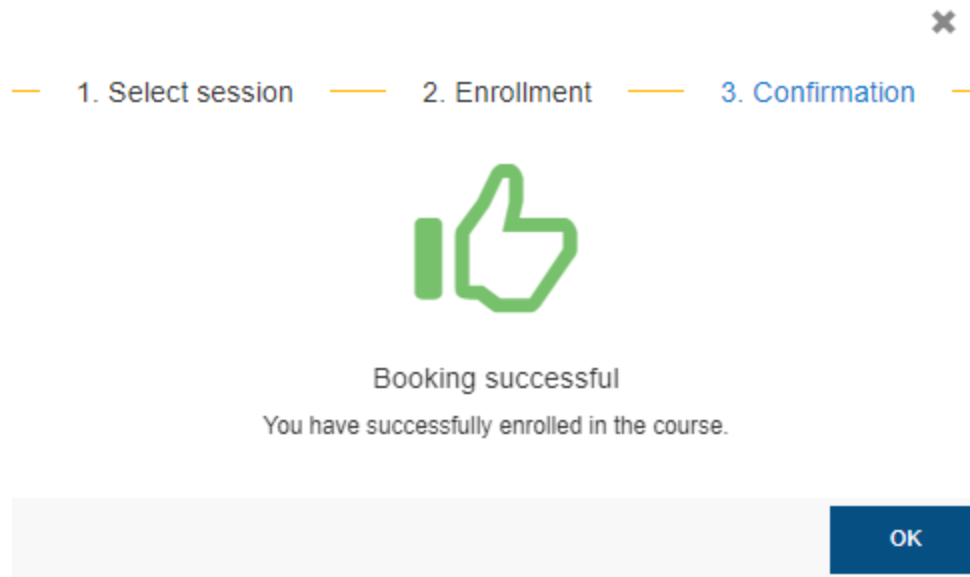 1. Select session 2. Enrollment 3. Confirmation
Booking successful
You have successfully enrolled in the course.
OK